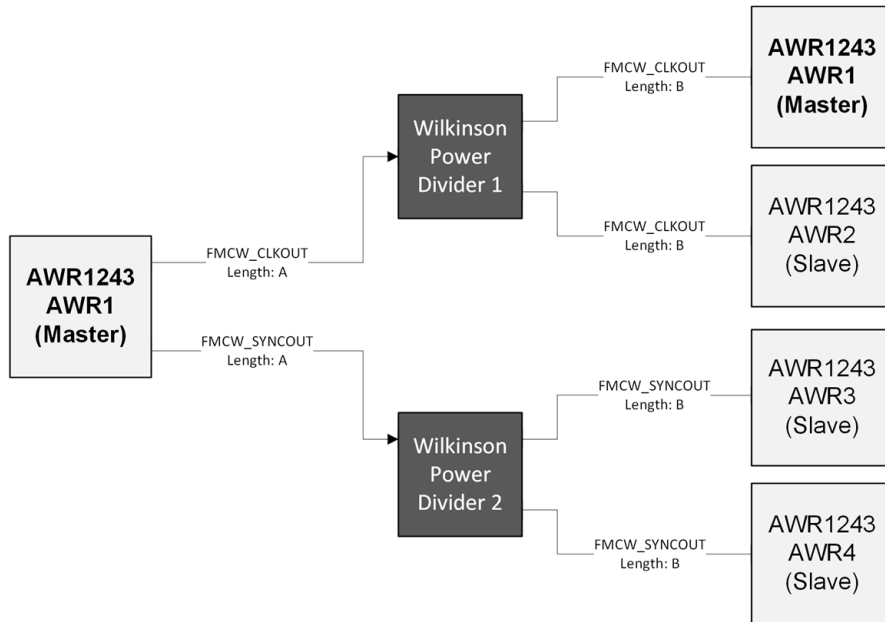 AWR1243
AWR1
(Master)
FMCW_CLKOUT
Length: A
FMCW_SYNCOUT
Length: A
Wilkinson
Power
Divider 1
Wilkinson
Power
Divider 2
FMCW_CLKOUT
Length: B
FMCW_CLKOUT
Length: B
FMCW_SYNCOUT
Length: B
FMCW_SYNCOUT
Length: B
AWR1243
AWR1
(Master)
AWR1243
AWR2
(Slave)
AWR1243
AWR3
(Slave)
AWR1243
AWR4
(Slave)